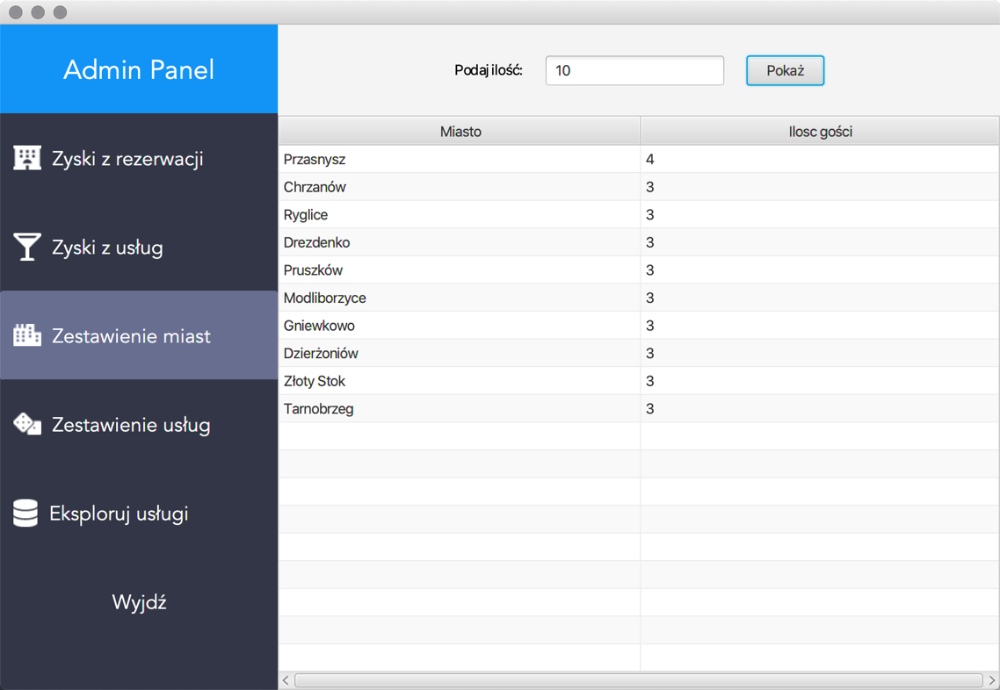 Admin Panel
Zyski z rezerwacji
Zyski z usług
Zestawienie miast
Zestawienie usług
Eksploruj usługi
Wyjdź
Podaj ilość: 10 Pokaż
Miasto Ilosc gości
Przasnysz 4
Chrzanów 3
Ryglice 3
Drezdenko 3
Pruszków 3
Modliborzyce 3
Gniewkowo 3
Dzierżoniów 3
Złoty Stok 3
Tarnobrzeg 3